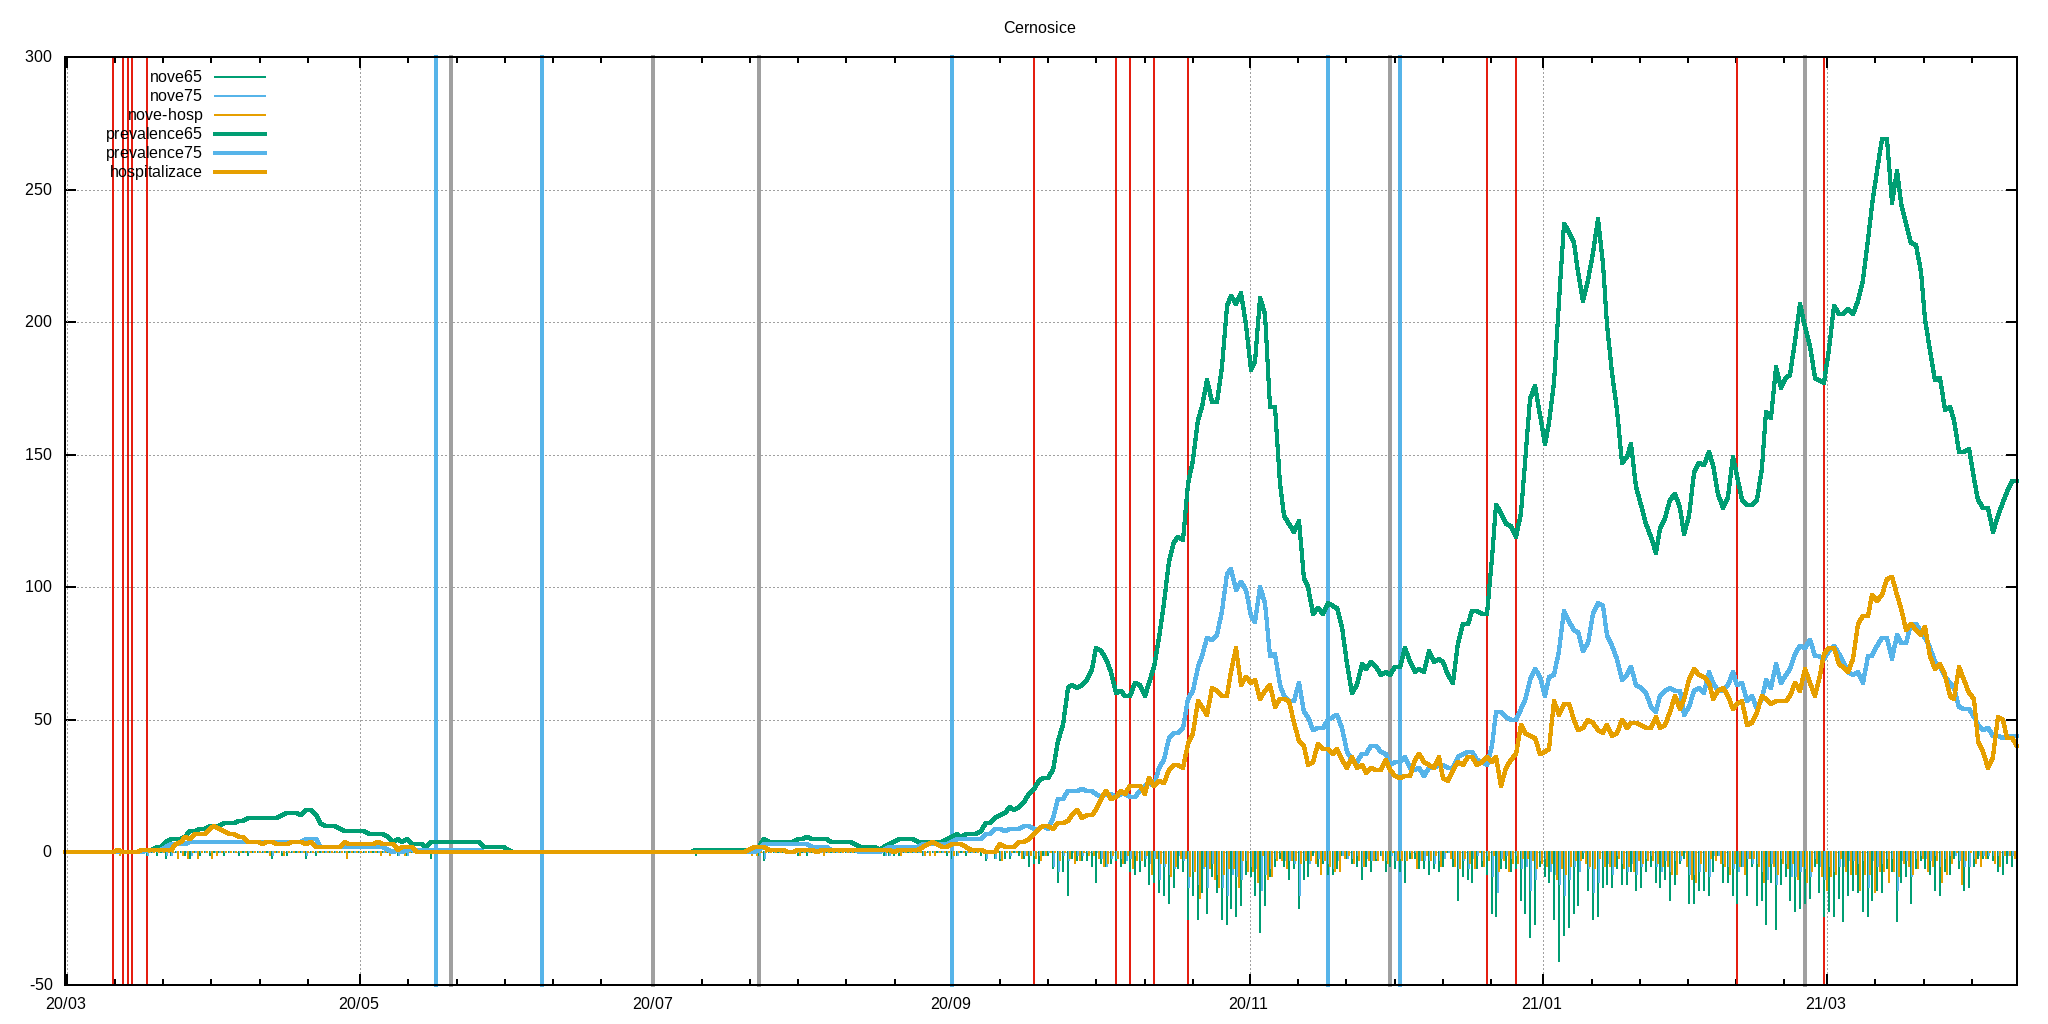 Cernosice
300
nove65
nove75
nove-hosp
prevalence65
prevalence75
hospitalizace
250
200
150
100
50
0
-50
20/03 20/05 20/07 20/09 20/11 21/01 21/03